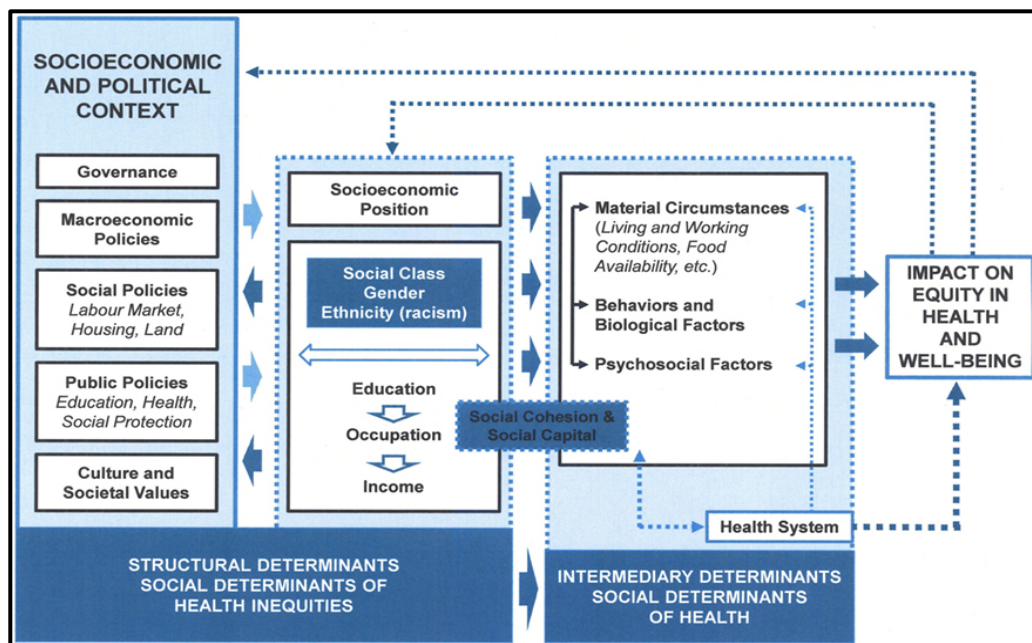 SOCIOECONOMIC
AND POLITICAL
CONTEXT
Governance
Macroeconomic
Policies
Social Policies
Labour Market,
Housing, Land
Public Policies
Education, Health,
Social Protection
Culture and
Societal Values
Socioeconomic
Position
Social Class
Gender
Ethnicity (racism)
Education
Occupation
Income
Social Cohesion &
Social Capital
Material Circumstances
(Living and Working
Conditions, Food
Availability, etc.)
Behaviors and
Biological Factors
Psychosocial Factors
Health System
IMPACT ON
EQUITY IN
HEALTH
AND
WELL-BEING
STRUCTURAL DETERMINANTS
SOCIAL DETERMINANTS OF
HEALTH INEQUITIES
INTERMEDIARY DETERMINANTS
SOCIAL DETERMINANTS
OF HEALTH